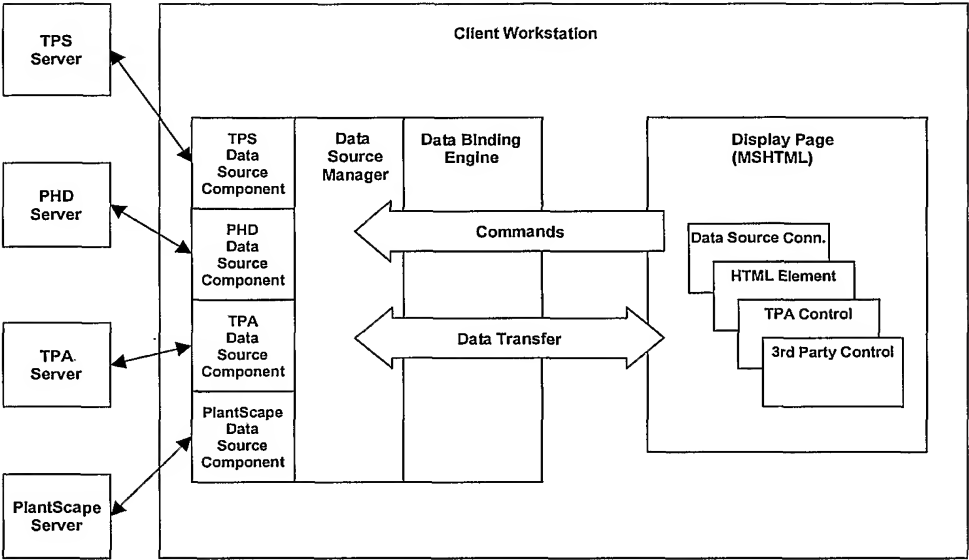 TPS
Server
Client Workstation
TPS
Data
Source
Component
Data
Source
Manager
Data Binding
Engine
Display Page
(MSHTML)
PHD
Server
PHD
Data
Source
Component
Commands
Data Source Conn.
HTML Element
TPA Control
3rd Party Control
TPA
Data
Source
Component
Data Transfer
TPA
Server
PlantScape
Data
Source
Component
PlantScape
Server